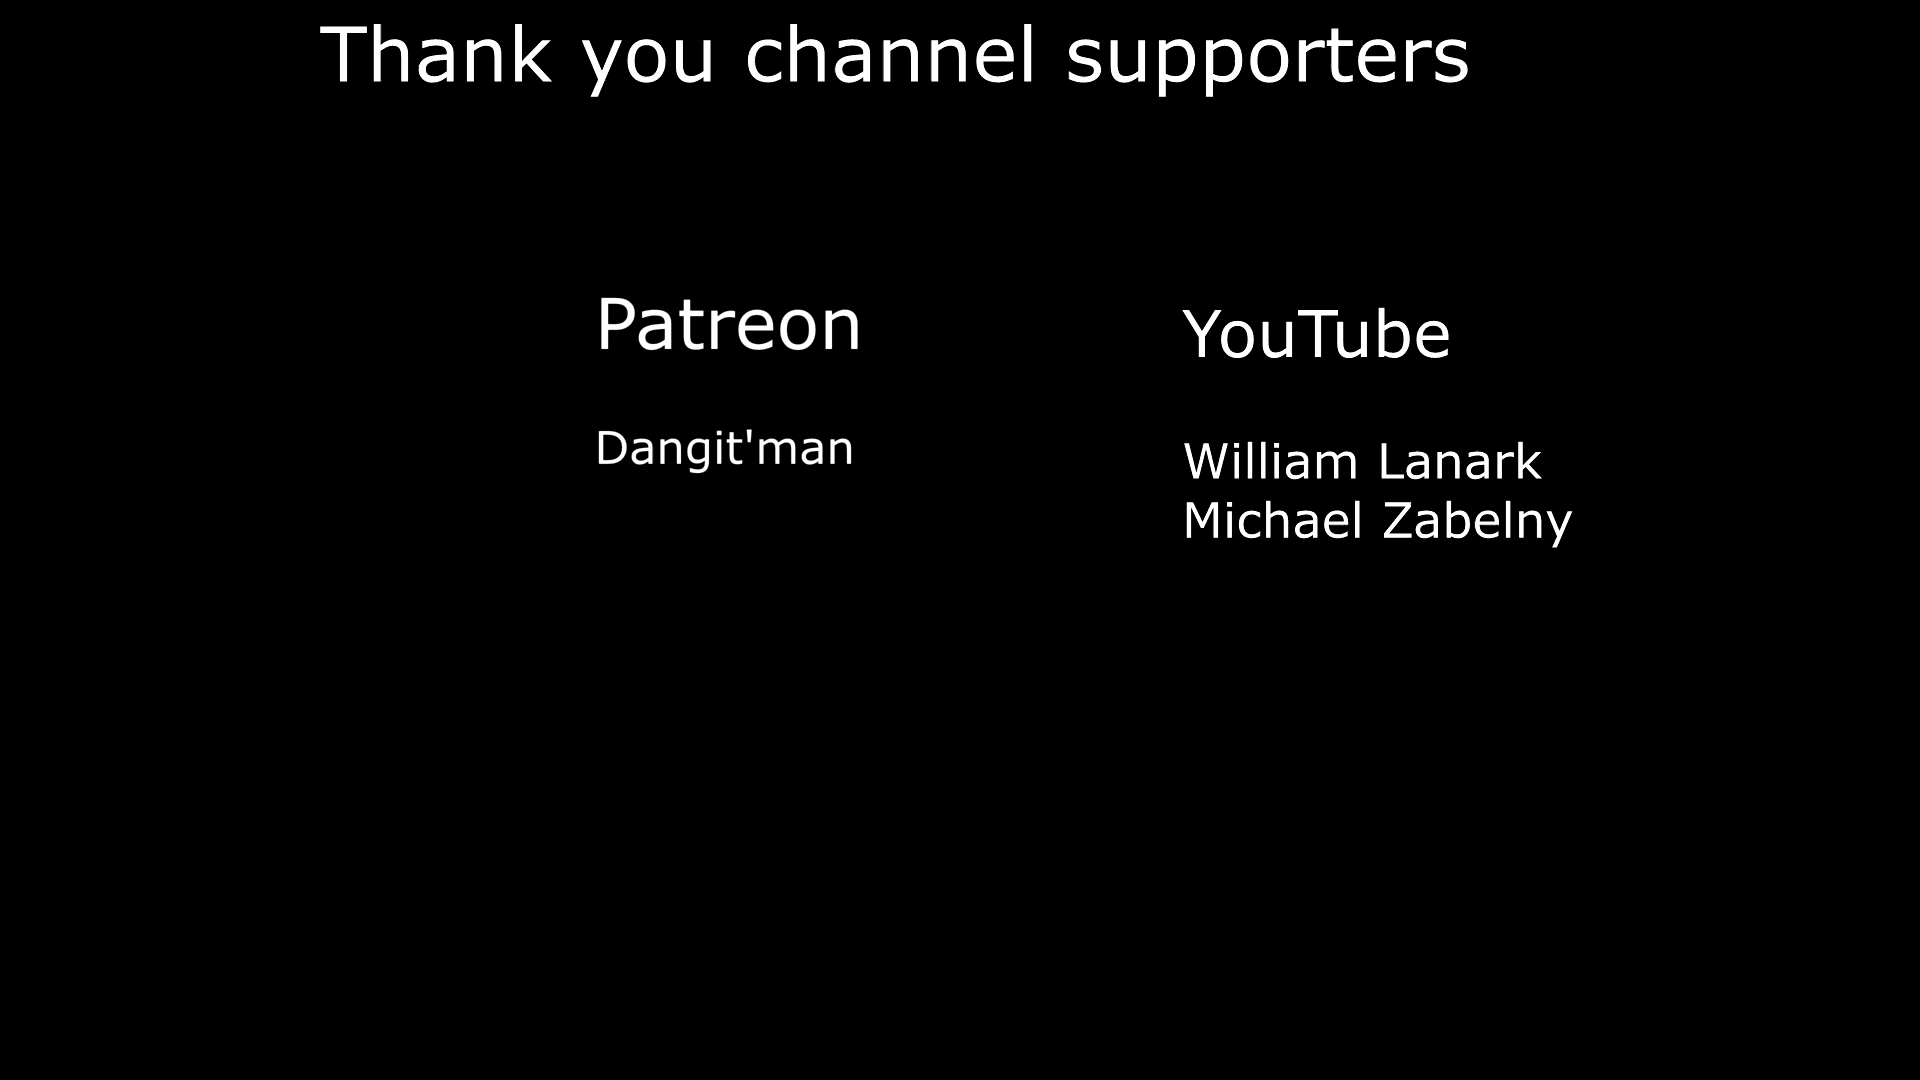 Thank you channel supporters
Patreon
Dangit'man
YouTube
William Lanark
Michael Zabelny